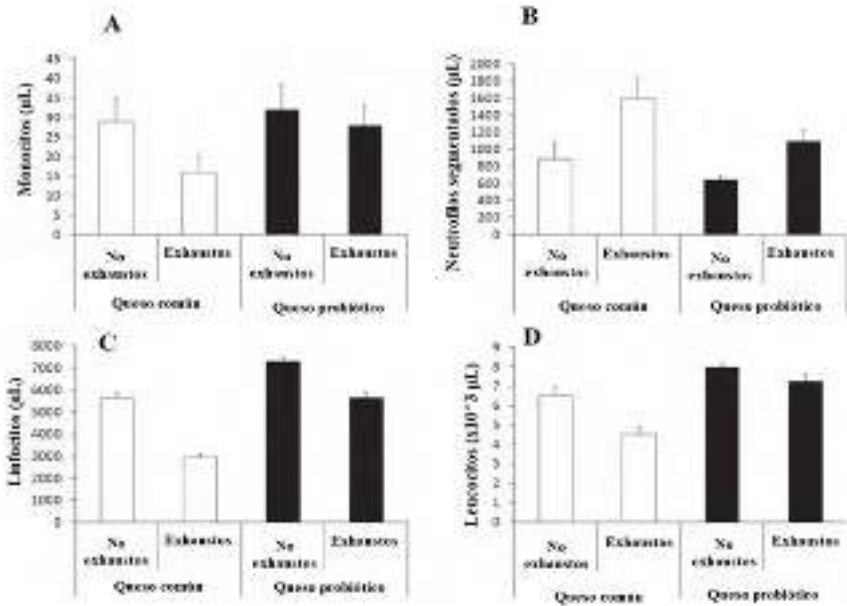 A
Monocitos (µL)
45
40
35
30
25
20
15
10
5
0
No exhaustos
Exhaustos
No exhaustos
Exhaustos
Queso común
Queso probiótico
B
Neutrofilos segmentados (µL)
2000
1800
1600
1400
1200
1000
800
600
400
200
0
No exhaustos
Exhaustos
No exhaustos
Exhaustos
Queso común
Queso probiótico
C
Linfocitos (µL)
8000
7000
6000
5000
4000
3000
2000
1000
0
No exhaustos
Exhaustos
No exhaustos
Exhaustos
Queso común
Queso probiótico
D
Leucocitos (x10^3 µL)
9
8
7
6
5
4
3
2
1
0
No exhaustos
Exhaustos
No exhaustos
Exhaustos
Queso común
Queso probiótico